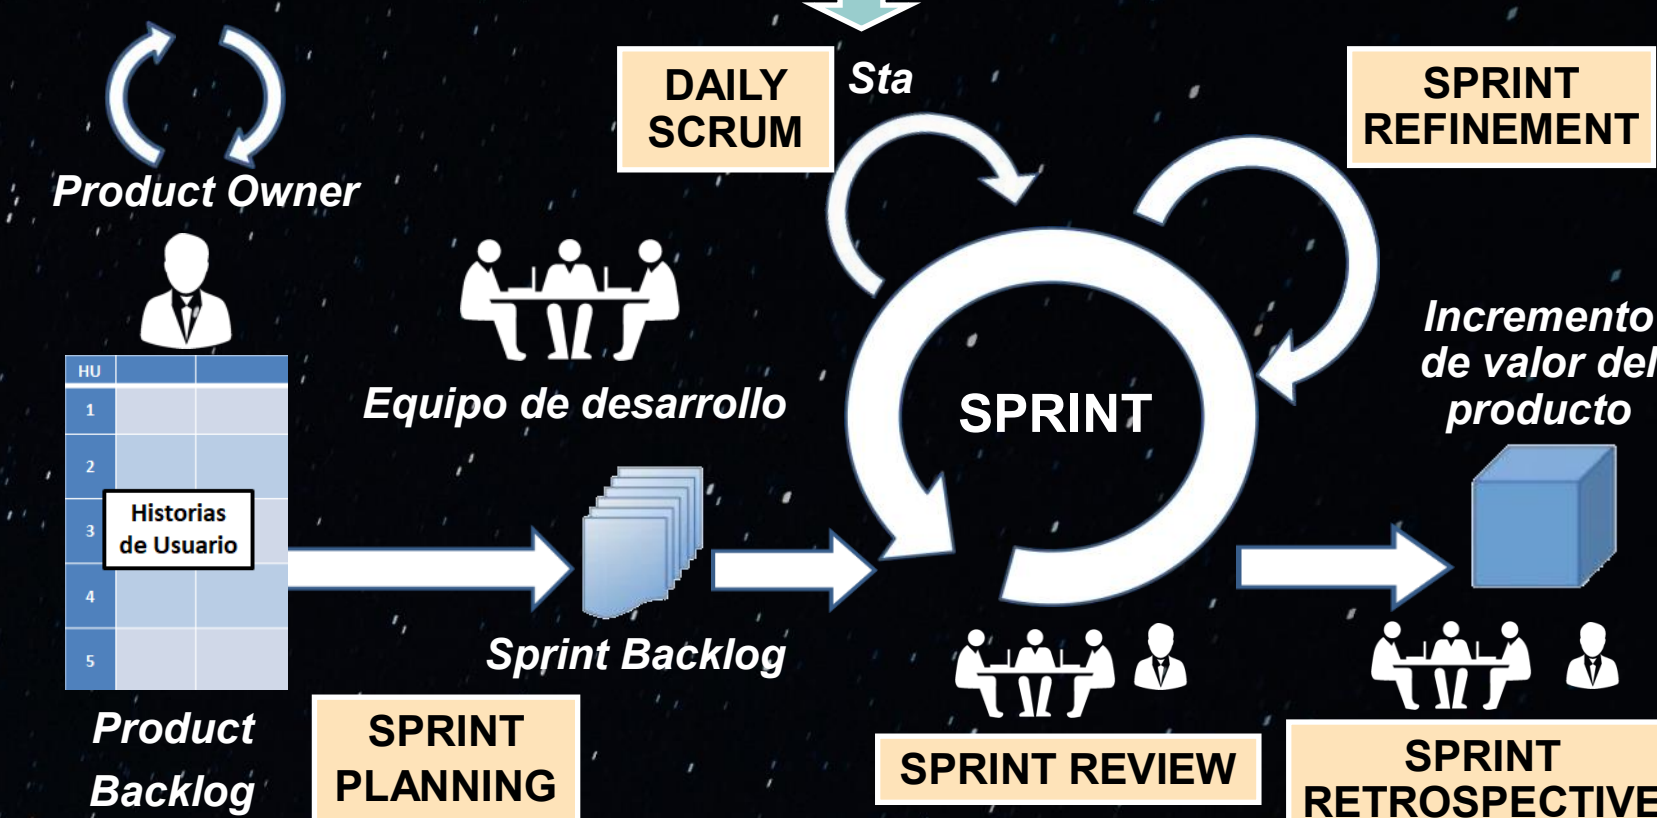 DAILY
SCRUM
Sta
SPRINT
REFINEMENT
Product Owner
Incremento
de valor del
producto
HU
1
2
3
4
5
Historias
de Usuario
Equipo de desarrollo
SPRINT
Sprint Backlog
Product
Backlog
SPRINT
PLANNING
SPRINT REVIEW
SPRINT
RETROSPECTIVE